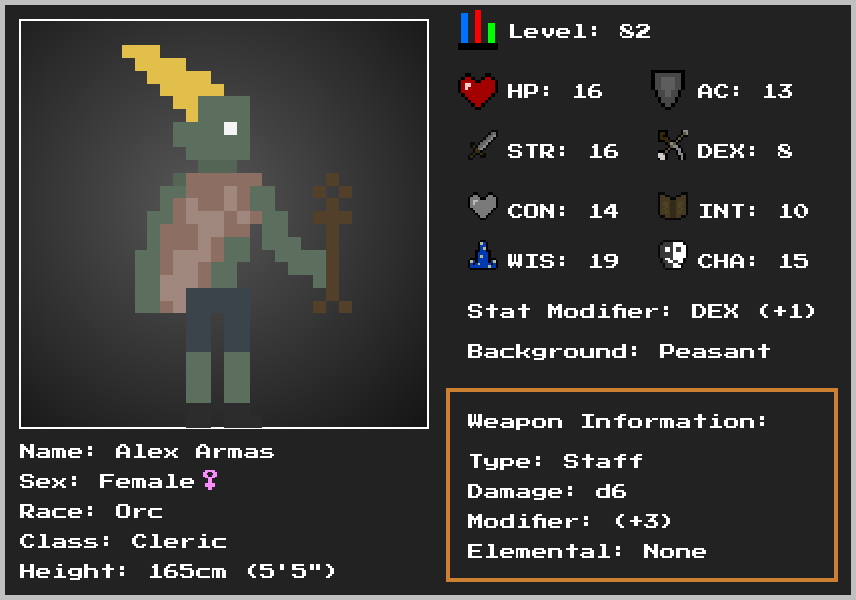 Level: 82
HP: 16 AC: 13
STR: 16 DEX: 8
CON: 14 INT: 10
WIS: 19 CHA: 15
Stat Modifier: DEX (+1)
Background: Peasant
Weapon Information:
Type: Staff
Damage: d6
Modifier: (+3)
Elemental: None
Name: Alex Armas
Sex: Female♀
Race: Orc
Class: Cleric
Height: 165cm (5'5")